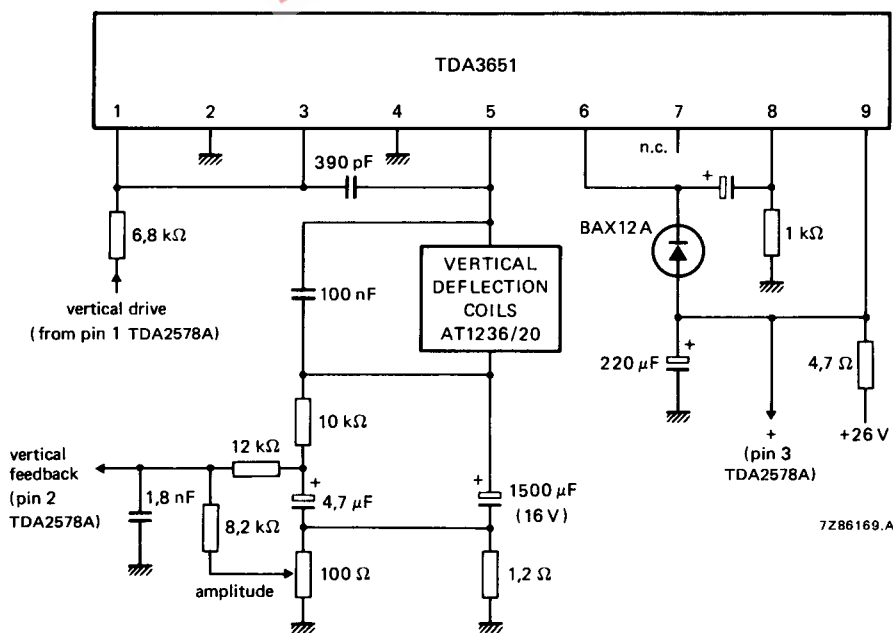 TDA3651
1 2 3 4 5 6 7 8 9
n.c.
390 pF
+
6,8 kΩ
BAX12A
1 kΩ
vertical drive
(from pin 1 TDA2578A)
100 nF
VERTICAL
DEFLECTION
COILS
AT1236/20
+
220 µF
4,7 Ω
10 kΩ
+
(pin 3
TDA2578A)
+26 V
12 kΩ
vertical
feedback
(pin 2
TDA2578A)
1,8 nF
+
4,7 µF
+
1500 µF
(16 V)
8,2 kΩ
7Z86169.A
amplitude
100 Ω
1,2 Ω